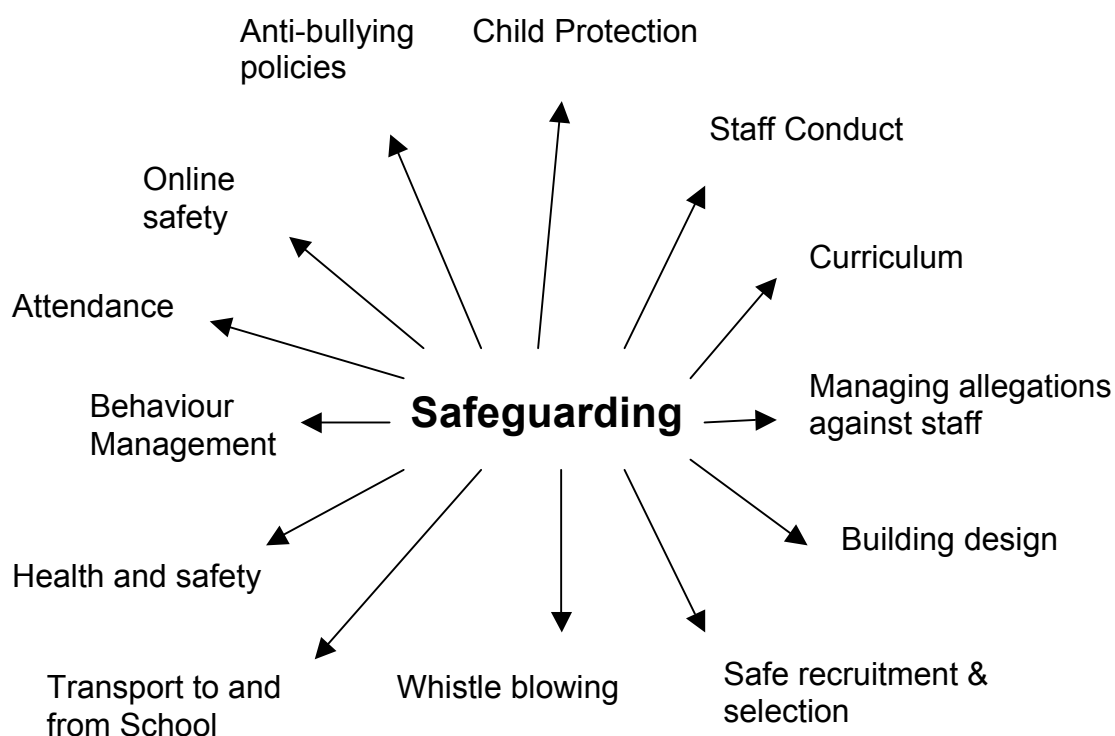 Anti-bullying
policies
Child Protection
Staff Conduct
Online
safety
Curriculum
Attendance
Managing allegations
against staff
Behaviour
Management
Safeguarding
Building design
Health and safety
Safe recruitment &
selection
Whistle blowing
Transport to and
from School